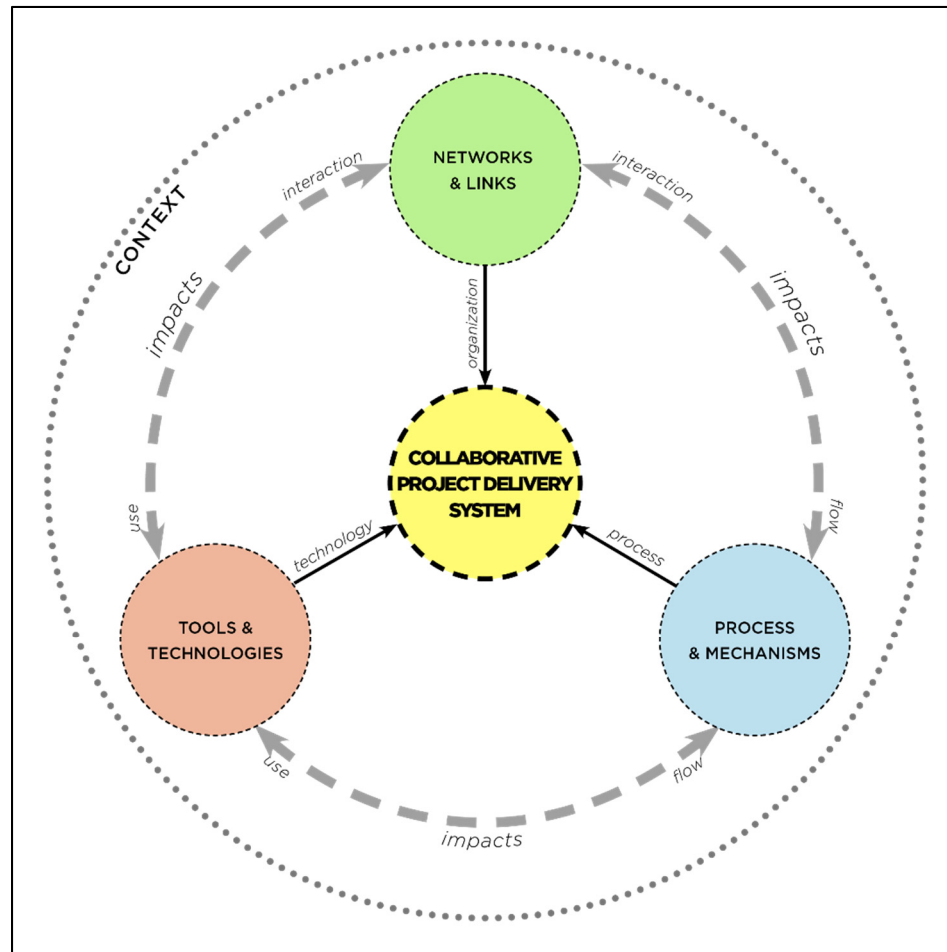 NETWORKS
& LINKS
interaction
interaction
CONTEXT
impacts
impacts
organization
COLLABORATIVE
PROJECT DELIVERY
SYSTEM
use
flow
technology
process
TOOLS &
TECHNOLOGIES
PROCESS
& MECHANISMS
use
flow
impacts